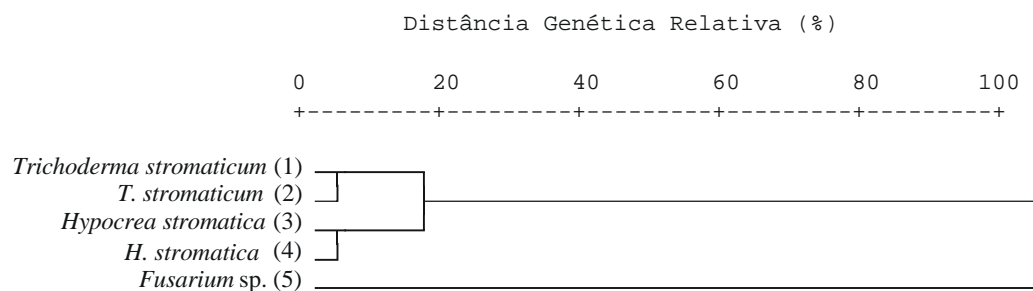 Distância Genética Relativa (%)
0 20 40 60 80 100
+---------+---------+---------+---------+---------+
Trichoderma stromaticum (1)
T. stromaticum (2)
Hypocrea stromatica (3)
H. stromatica (4)
Fusarium sp. (5)